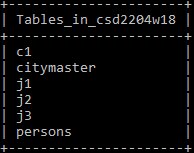 +------------------------+
| Tables_in_csd2204w18 |
+------------------------+
| c1 |
| citymaster |
| j1 |
| j2 |
| j3 |
| persons |
+------------------------+